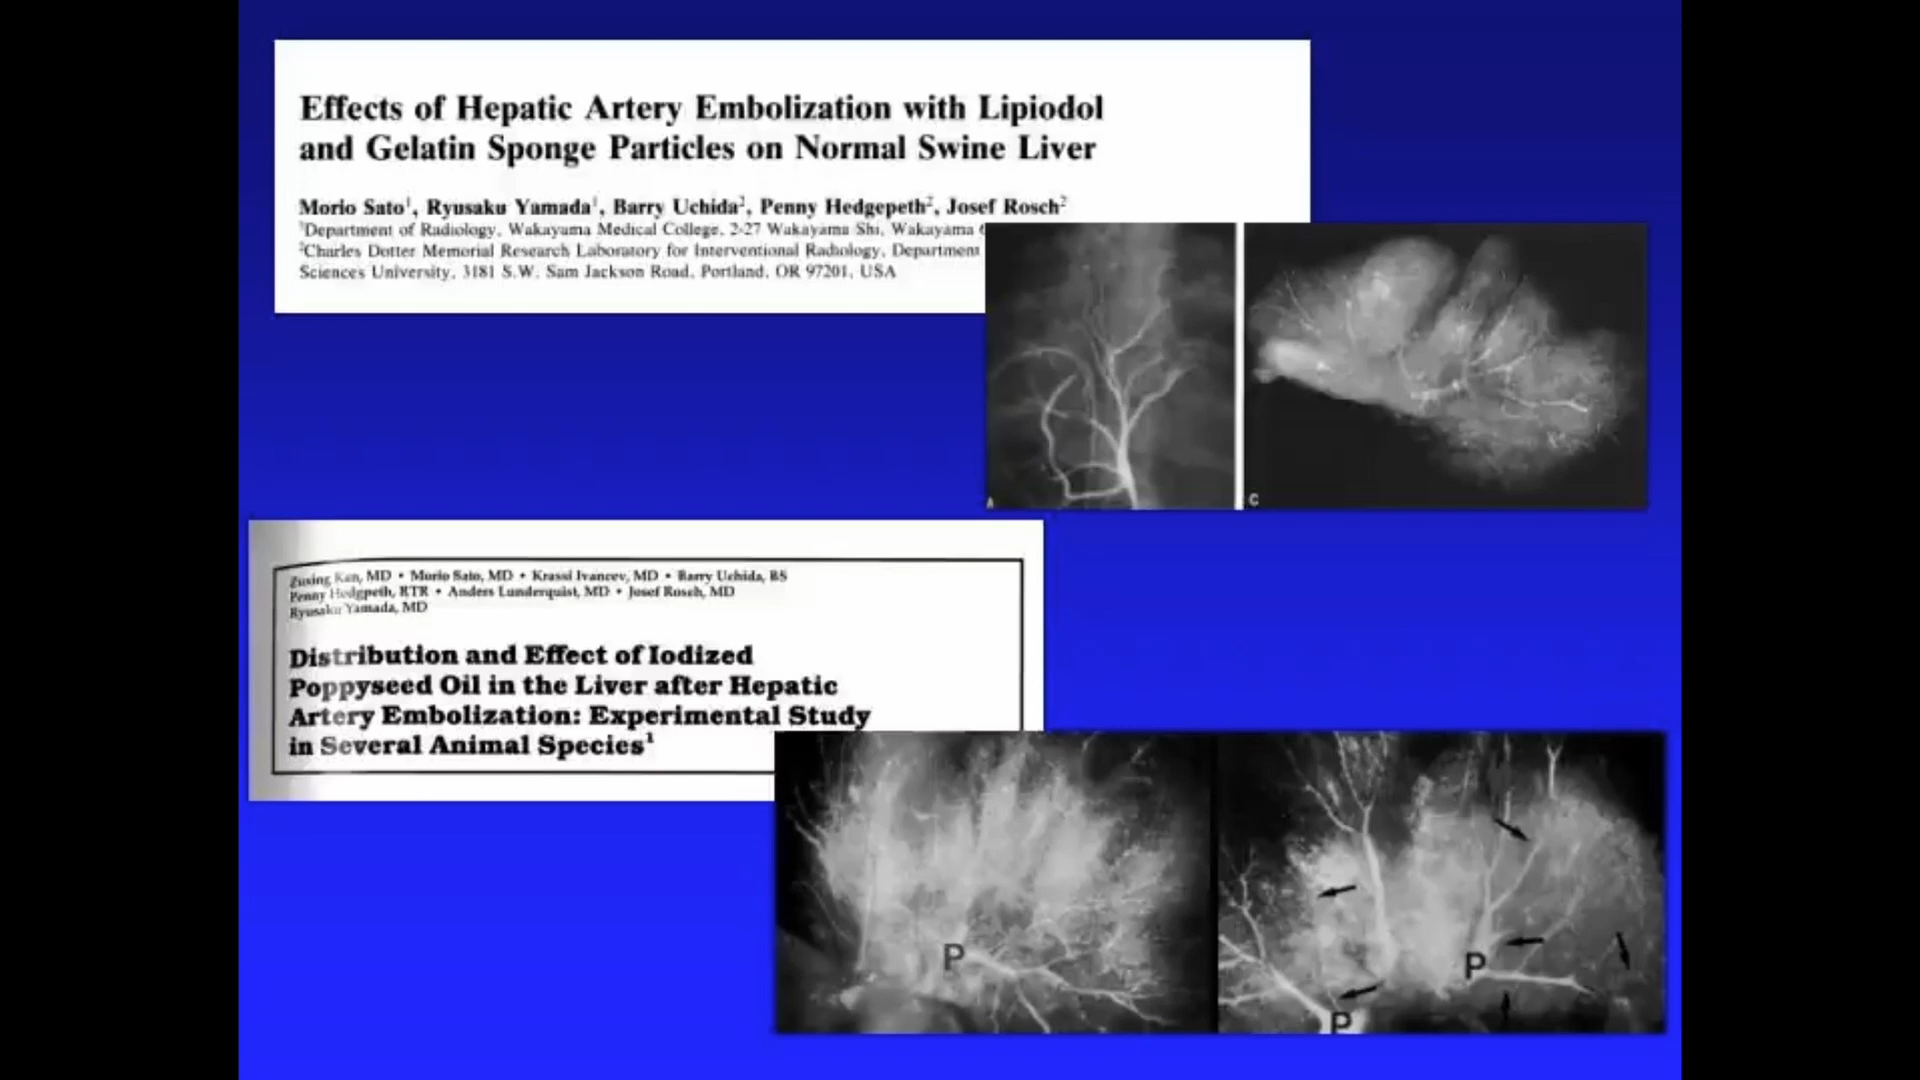 Effects of Hepatic Artery Embolization with Lipiodol
and Gelatin Sponge Particles on Normal Swine Liver
Morio Sato¹, Ryusaku Yamada¹, Barry Uchida², Penny Hedgepeth², Josef Rosch²
¹Department of Radiology, Wakayama Medical College, 2-27 Wakayama Shi, Wakayama
²Charles Dotter Memorial Research Laboratory for Interventional Radiology, Department
Sciences University, 3181 S.W. Sam Jackson Road, Portland, OR 97201, USA
A
C
Zuxing Kan, MD • Morio Sato, MD • Krassi Ivancev, MD • Barry Uchida, BS
Penny Hedgpeth, RTR • Anders Lunderquist, MD • Josef Rosch, MD
Ryusaku Yamada, MD
Distribution and Effect of Iodized
Poppyseed Oil in the Liver after Hepatic
Artery Embolization: Experimental Study
in Several Animal Species¹
P
P
P